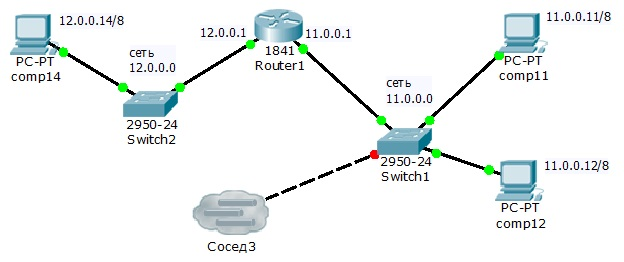 12.0.0.14/8
PC-PT
comp14
сеть
12.0.0.0
2950-24
Switch2
12.0.0.1
11.0.0.1
1841
Router1
сеть
11.0.0.0
2950-24
Switch1
11.0.0.11/8
PC-PT
comp11
11.0.0.12/8
PC-PT
comp12
Сосед3